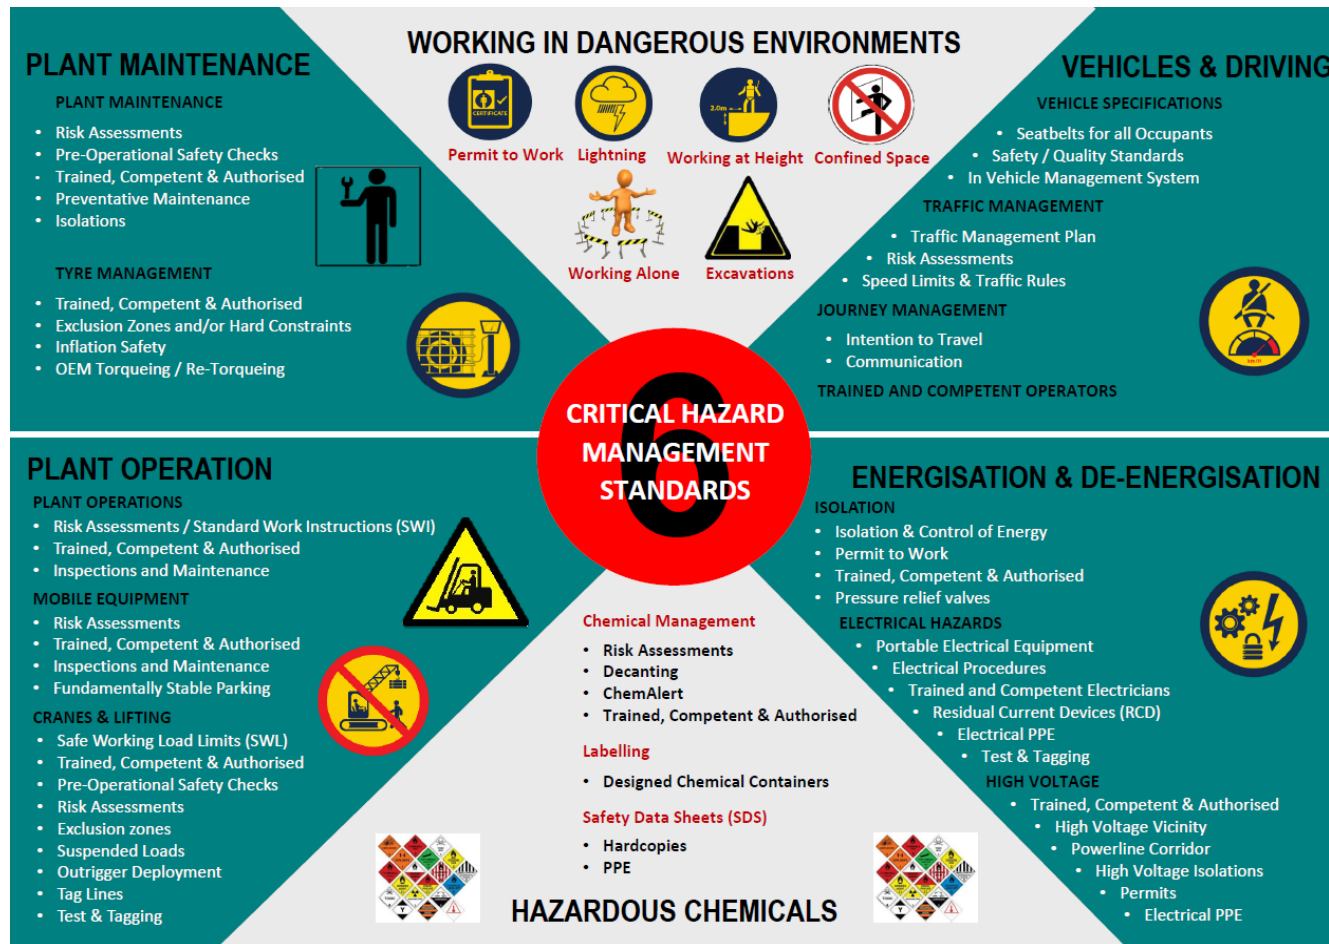 WORKING IN DANGEROUS ENVIRONMENTS
CERTIFICATE
2.0m
Permit to Work
Lightning
Working at Height
Confined Space
Working Alone
Excavations
PLANT MAINTENANCE
PLANT MAINTENANCE
• Risk Assessments
• Pre-Operational Safety Checks
• Trained, Competent & Authorised
• Preventative Maintenance
• Isolations
TYRE MANAGEMENT
• Trained, Competent & Authorised
• Exclusion Zones and/or Hard Constraints
• Inflation Safety
• OEM Torqueing / Re-Torqueing
VEHICLES & DRIVING
VEHICLE SPECIFICATIONS
• Seatbelts for all Occupants
• Safety / Quality Standards
• In Vehicle Management System
TRAFFIC MANAGEMENT
• Traffic Management Plan
• Risk Assessments
• Speed Limits & Traffic Rules
JOURNEY MANAGEMENT
• Intention to Travel
• Communication
TRAINED AND COMPETENT OPERATORS
km/h
6
CRITICAL HAZARD
MANAGEMENT
STANDARDS
PLANT OPERATION
PLANT OPERATIONS
• Risk Assessments / Standard Work Instructions (SWI)
• Trained, Competent & Authorised
• Inspections and Maintenance
MOBILE EQUIPMENT
• Risk Assessments
• Trained, Competent & Authorised
• Inspections and Maintenance
• Fundamentally Stable Parking
CRANES & LIFTING
• Safe Working Load Limits (SWL)
• Trained, Competent & Authorised
• Pre-Operational Safety Checks
• Risk Assessments
• Exclusion zones
• Suspended Loads
• Outrigger Deployment
• Tag Lines
• Test & Tagging
Chemical Management
• Risk Assessments
• Decanting
• ChemAlert
• Trained, Competent & Authorised
Labelling
• Designed Chemical Containers
Safety Data Sheets (SDS)
• Hardcopies
• PPE
HAZARDOUS CHEMICALS
ENERGISATION & DE-ENERGISATION
ISOLATION
• Isolation & Control of Energy
• Permit to Work
• Trained, Competent & Authorised
• Pressure relief valves
ELECTRICAL HAZARDS
• Portable Electrical Equipment
• Electrical Procedures
• Trained and Competent Electricians
• Residual Current Devices (RCD)
• Electrical PPE
• Test & Tagging
HIGH VOLTAGE
• Trained, Competent & Authorised
• High Voltage Vicinity
• Powerline Corridor
• High Voltage Isolations
• Permits
• Electrical PPE